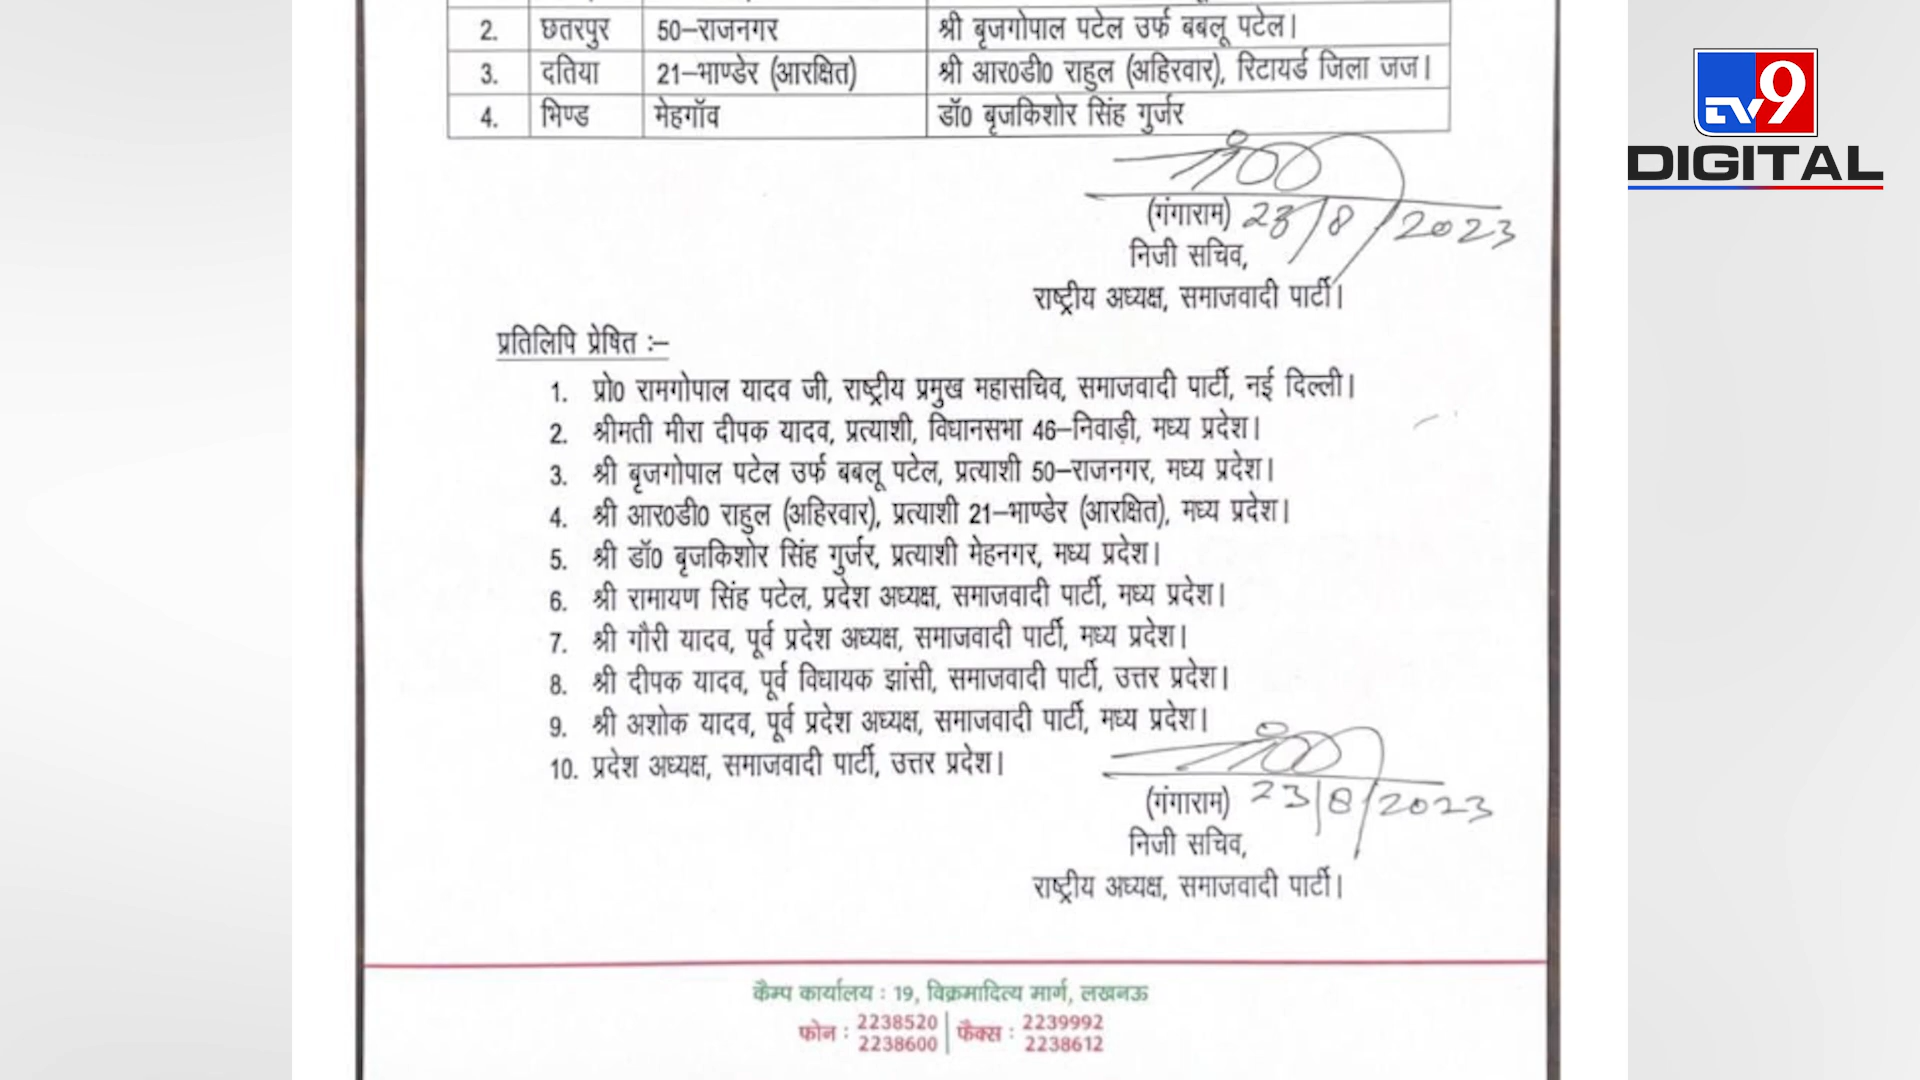 2. छतरपुर 50–राजनगर श्री बृजगोपाल पटेल उर्फ बबलू पटेल।
3. दतिया 21–भाण्डेर (आरक्षित) श्री आर0डी0 राहुल (अहिरवार), रिटायर्ड जिला जज।
4. भिण्ड मेहगॉव डॉ0 बृजकिशोर सिंह गुर्जर
TV9
DIGITAL
(गंगाराम) 23/8/2023
निजी सचिव,
राष्ट्रीय अध्यक्ष, समाजवादी पार्टी।
प्रतिलिपि प्रेषित :–
1. प्रो0 रामगोपाल यादव जी, राष्ट्रीय प्रमुख महासचिव, समाजवादी पार्टी, नई दिल्ली।
2. श्रीमती मीरा दीपक यादव, प्रत्याशी, विधानसभा 46–निवाड़ी, मध्य प्रदेश।
3. श्री बृजगोपाल पटेल उर्फ बबलू पटेल, प्रत्याशी 50–राजनगर, मध्य प्रदेश।
4. श्री आर0डी0 राहुल (अहिरवार), प्रत्याशी 21–भाण्डेर (आरक्षित), मध्य प्रदेश।
5. श्री डॉ0 बृजकिशोर सिंह गुर्जर, प्रत्याशी मेहनगर, मध्य प्रदेश।
6. श्री रामायण सिंह पटेल, प्रदेश अध्यक्ष, समाजवादी पार्टी, मध्य प्रदेश।
7. श्री गौरी यादव, पूर्व प्रदेश अध्यक्ष, समाजवादी पार्टी, मध्य प्रदेश।
8. श्री दीपक यादव, पूर्व विधायक झांसी, समाजवादी पार्टी, उत्तर प्रदेश।
9. श्री अशोक यादव, पूर्व प्रदेश अध्यक्ष, समाजवादी पार्टी, मध्य प्रदेश।
10. प्रदेश अध्यक्ष, समाजवादी पार्टी, उत्तर प्रदेश।
(गंगाराम) 23/8/2023
निजी सचिव,
राष्ट्रीय अध्यक्ष, समाजवादी पार्टी।
कैम्प कार्यालय : 19, विक्रमादित्य मार्ग, लखनऊ
फोन : 2238520 | फैक्स : 2239992
2238600 | 2238612